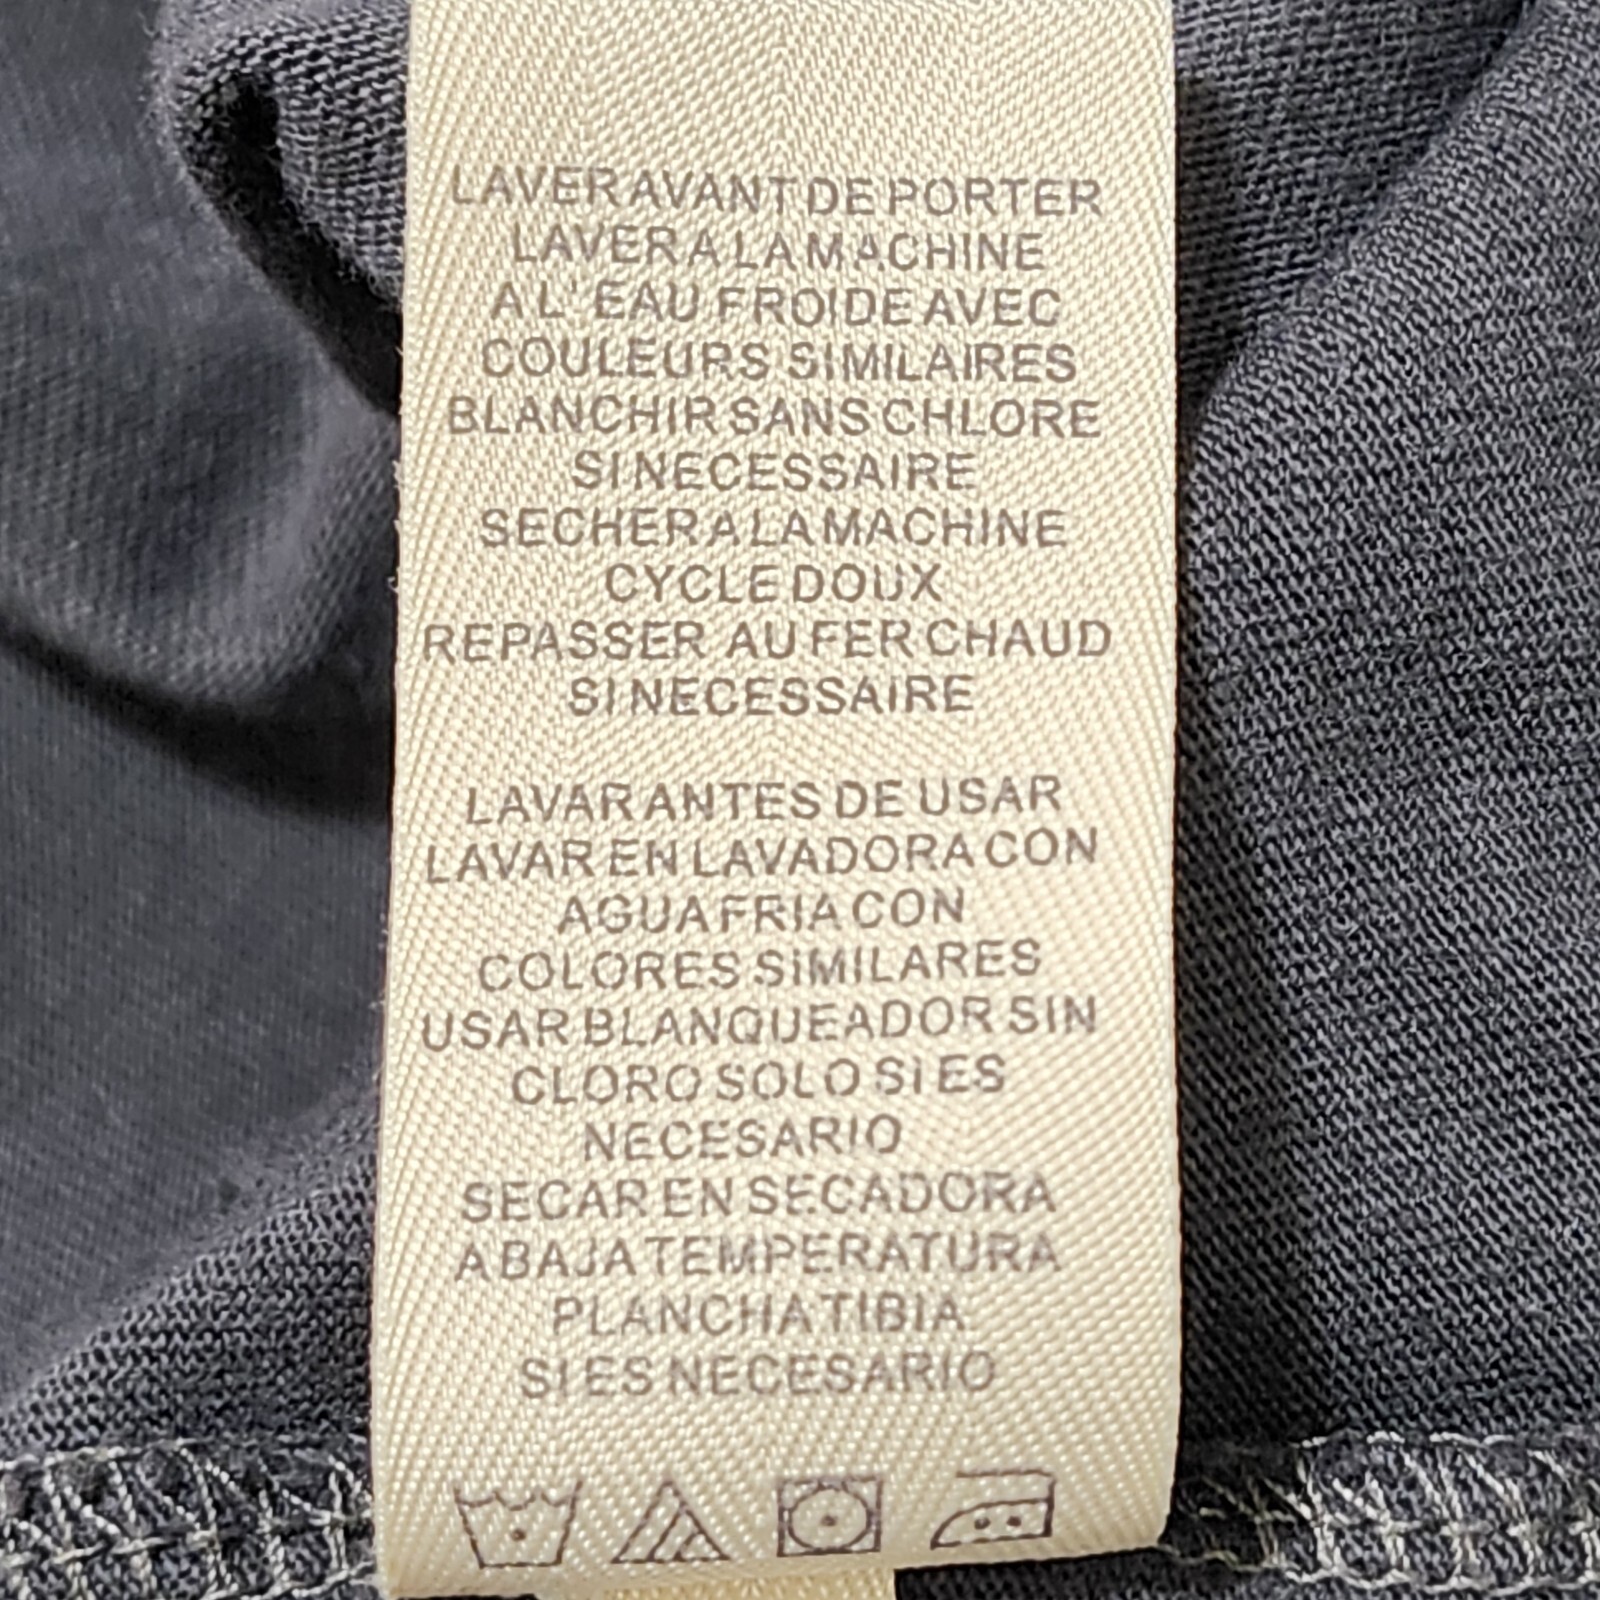 LAVER AVANT DE PORTER
LAVER A LA MACHINE
A L' EAU FROIDE AVEC
COULEURS SIMILAIRES
BLANCHIR SANS CHLORE
SI NECESSAIRE
SECHER A LA MACHINE
CYCLE DOUX
REPASSER AU FER CHAUD
SI NECESSAIRE
LAVAR ANTES DE USAR
LAVAR EN LAVADORA CON
AGUA FRIA CON
COLORES SIMILARES
USAR BLANQUEADOR SIN
CLORO SOLO SI ES
NECESARIO
SECAR EN SECADORA
A BAJA TEMPERATURA
PLANCHA TIBIA
SI ES NECESARIO